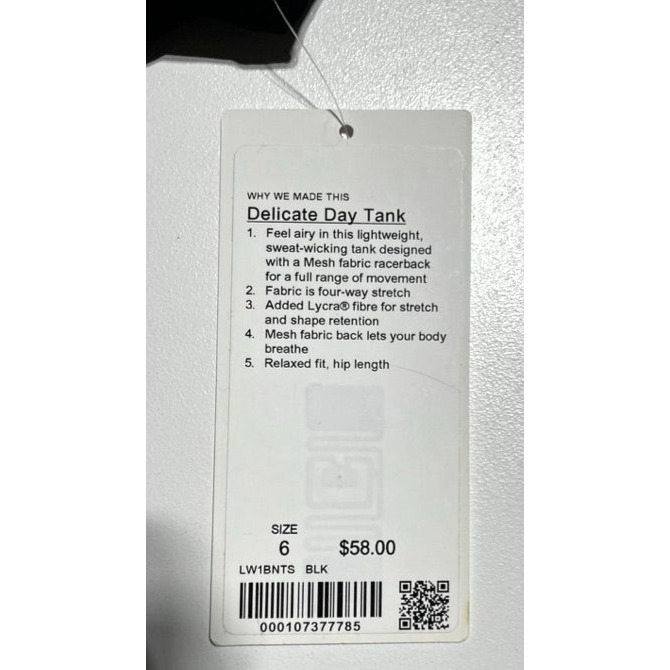 WHY WE MADE THIS
Delicate Day Tank
1. Feel airy in this lightweight,
sweat-wicking tank designed
with a Mesh fabric racerback
for a full range of movement
2. Fabric is four-way stretch
3. Added Lycra® fibre for stretch
and shape retention
4. Mesh fabric back lets your body
breathe
5. Relaxed fit, hip length
SIZE
6 $58.00
LW1BNTS BLK
000107377785